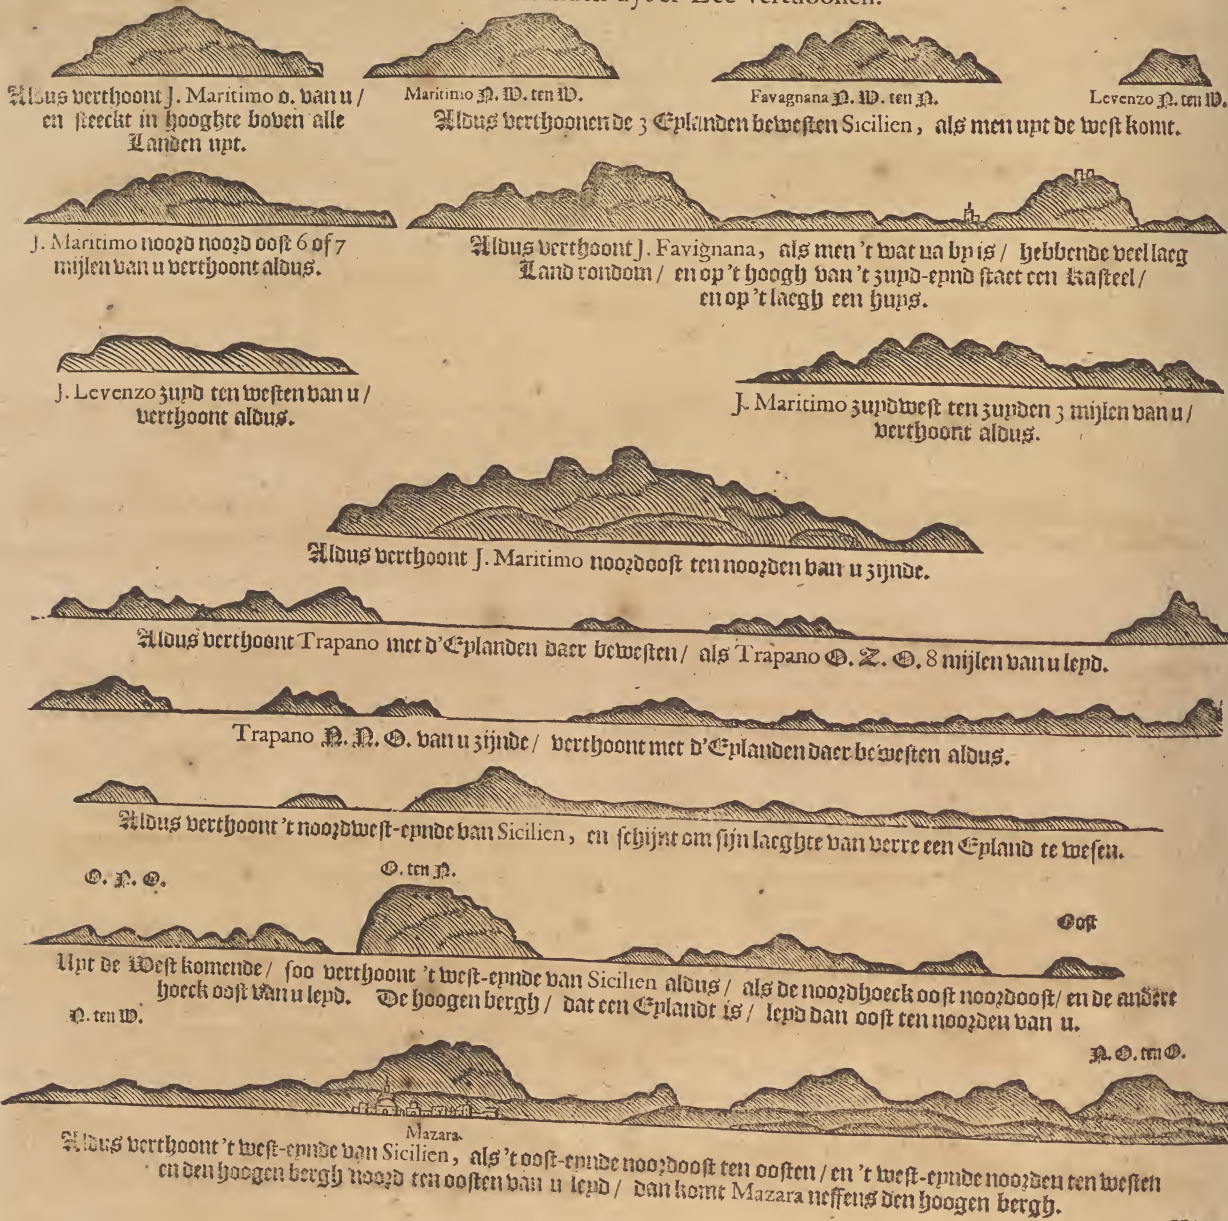 Zee verthoonen.
Aldus verthoont J. Maritimo o. van u /
en steeckt in hooghte boven alle
Landen uyt.
Maritimo N. W. ten W.
Favagnana N. W. ten N.
Levenzo N. ten W.
Aldus verthoonen de 3 Eylanden bewesten Sicilien, als men uyt de west komt.
J. Maritimo noord noord oost 6 of 7
mijlen van u verthoont aldus.
Aldus verthoont J. Favignana, als men 't wat na by is / hebbende veel laeg
Land rondom / en op 't hoogh van 't zuyd-eynd staet een Kasteel /
en op 't laegh een huys.
J. Levenzo zuyd ten westen van u /
verthoont aldus.
J. Maritimo zuydwest ten zuyden 3 mijlen van u /
verthoont aldus.
Aldus verthoont J. Maritimo noordoost ten noorden van u zijnde.
Aldus verthoont Trapano met d'Eylanden daer bewesten / als Trapano O. Z. O. 8 mijlen van u leyd.
Trapano N. N. O. van u zijnde / verthoont met d'Eylanden daer bewesten aldus.
Aldus verthoont 't noordwest-eynde van Sicilien, en schijnt om sijn laeghte van verre een Eyland te wesen.
O. N. O.
O. ten N.
Oost
Uyt de West komende / soo verthoont 't west-eynde van Sicilien aldus / als de noordhoeck oost noordoost / en de andere
hoeck oost van u leyd. De hoogen bergh / dat een Eylandt is / leyd dan oost ten noorden van u.
N. ten W.
N. O. ten O.
Mazara.
Aldus verthoont 't west-eynde van Sicilien, als 't oost-eynde noordoost ten oosten / en 't west-eynde noorden ten westen
en den hoogen bergh noord ten oosten van u leyd / dan komt Mazara neffens den hoogen bergh.